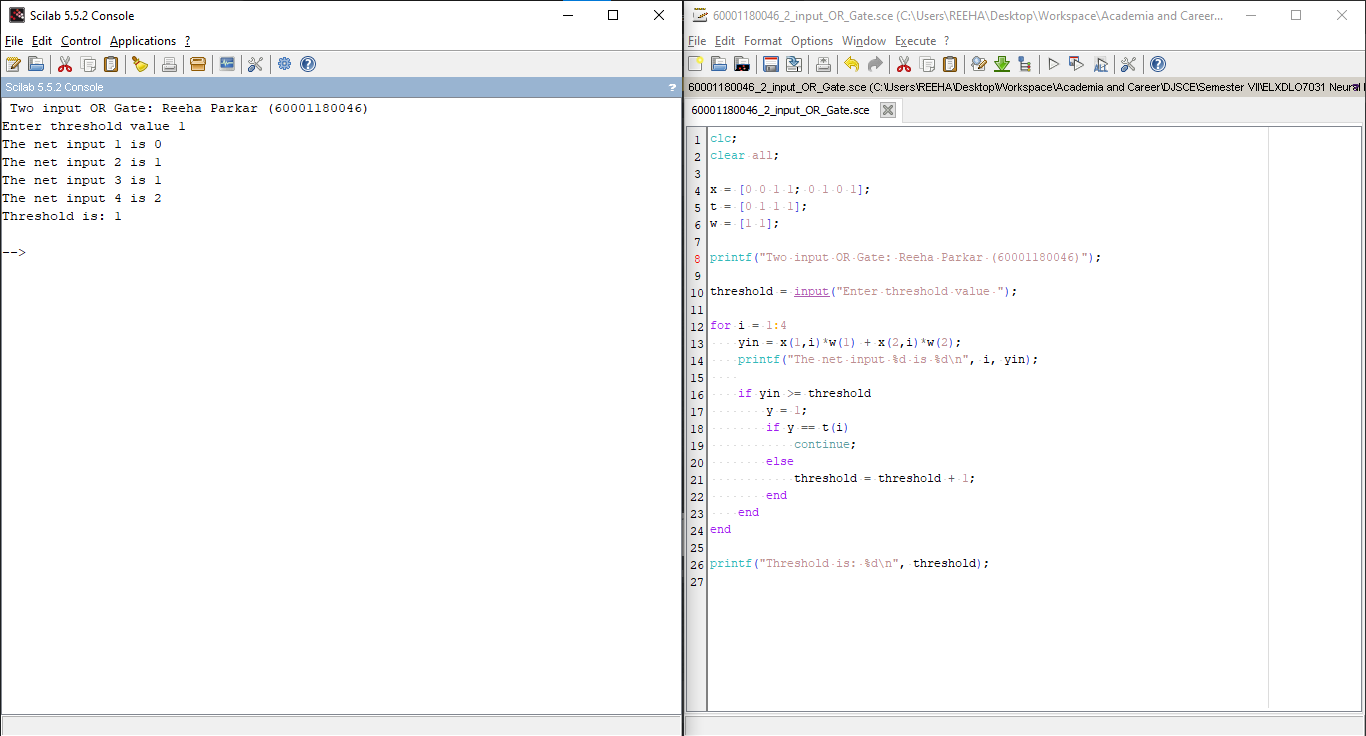 Scilab 5.5.2 Console
File Edit Control Applications ?
Scilab 5.5.2 Console ?
Two input OR Gate: Reeha Parkar (60001180046)
Enter threshold value 1
The net input 1 is 0
The net input 2 is 1
The net input 3 is 1
The net input 4 is 2
Threshold is: 1
-->
60001180046_2_input_OR_Gate.sce (C:\Users\REEHA\Desktop\Workspace\Academia and Career...
File Edit Format Options Window Execute ?
60001180046_2_input_OR_Gate.sce (C:\Users\REEHA\Desktop\Workspace\Academia and Career\DJSCE\Semester VII\ELXDLO7031 Neural
60001180046_2_input_OR_Gate.sce
1 clc;
2 clear all;
3
4 x = [0 0 1 1; 0 1 0 1];
5 t = [0 1 1 1];
6 w = [1 1];
7
8 printf("Two input OR Gate: Reeha Parkar (60001180046)");
9
10 threshold = input("Enter threshold value ");
11
12 for i = 1:4
13 yin = x(1,i)*w(1) + x(2,i)*w(2);
14 printf("The net input %d is %d\n", i, yin);
15
16 if yin >= threshold
17 y = 1;
18 if y == t(i)
19 continue;
20 else
21 threshold = threshold + 1;
22 end
23 end
24 end
25
26 printf("Threshold is: %d\n", threshold);
27